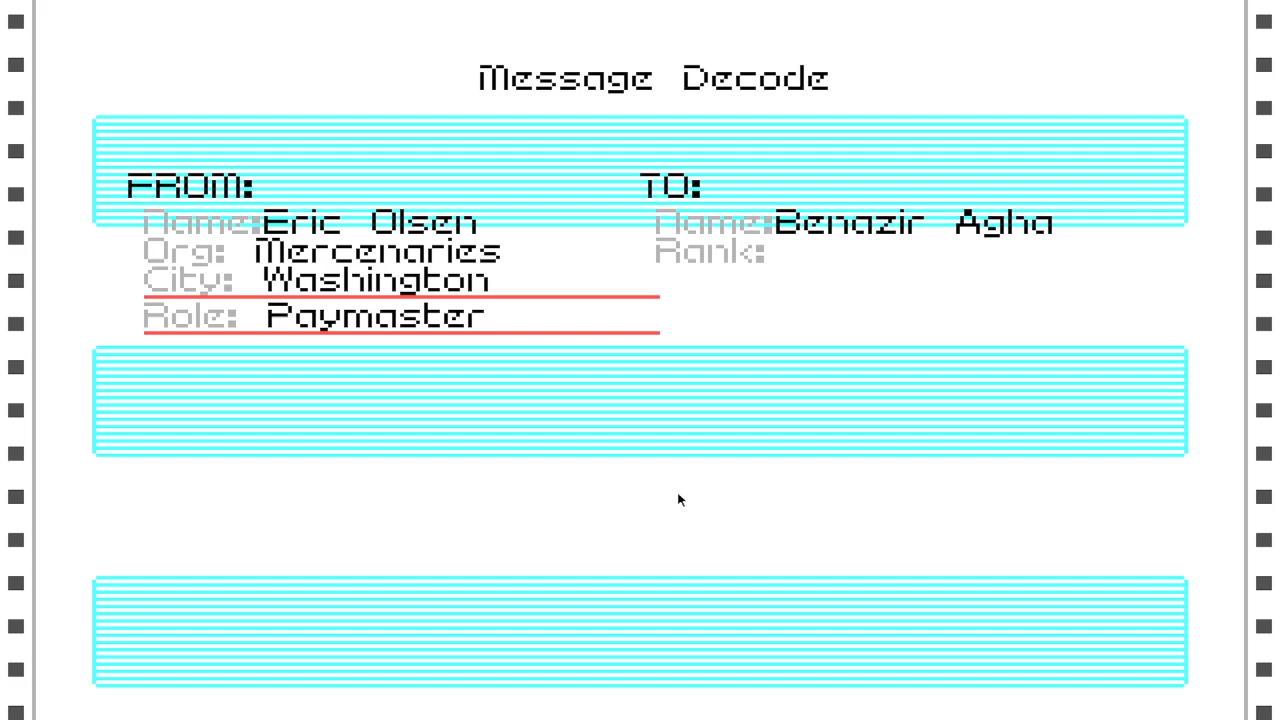 Message Decode
FROM:
TO:
Name:Eric Olsen
Name:Benazir Agha
Org: Mercenaries
Rank:
City: Washington
Role: Paymaster